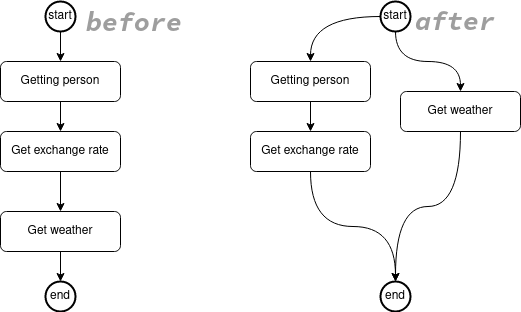 start
before
Getting person
Get exchange rate
Get weather
end
start
after
Getting person
Get weather
Get exchange rate
end